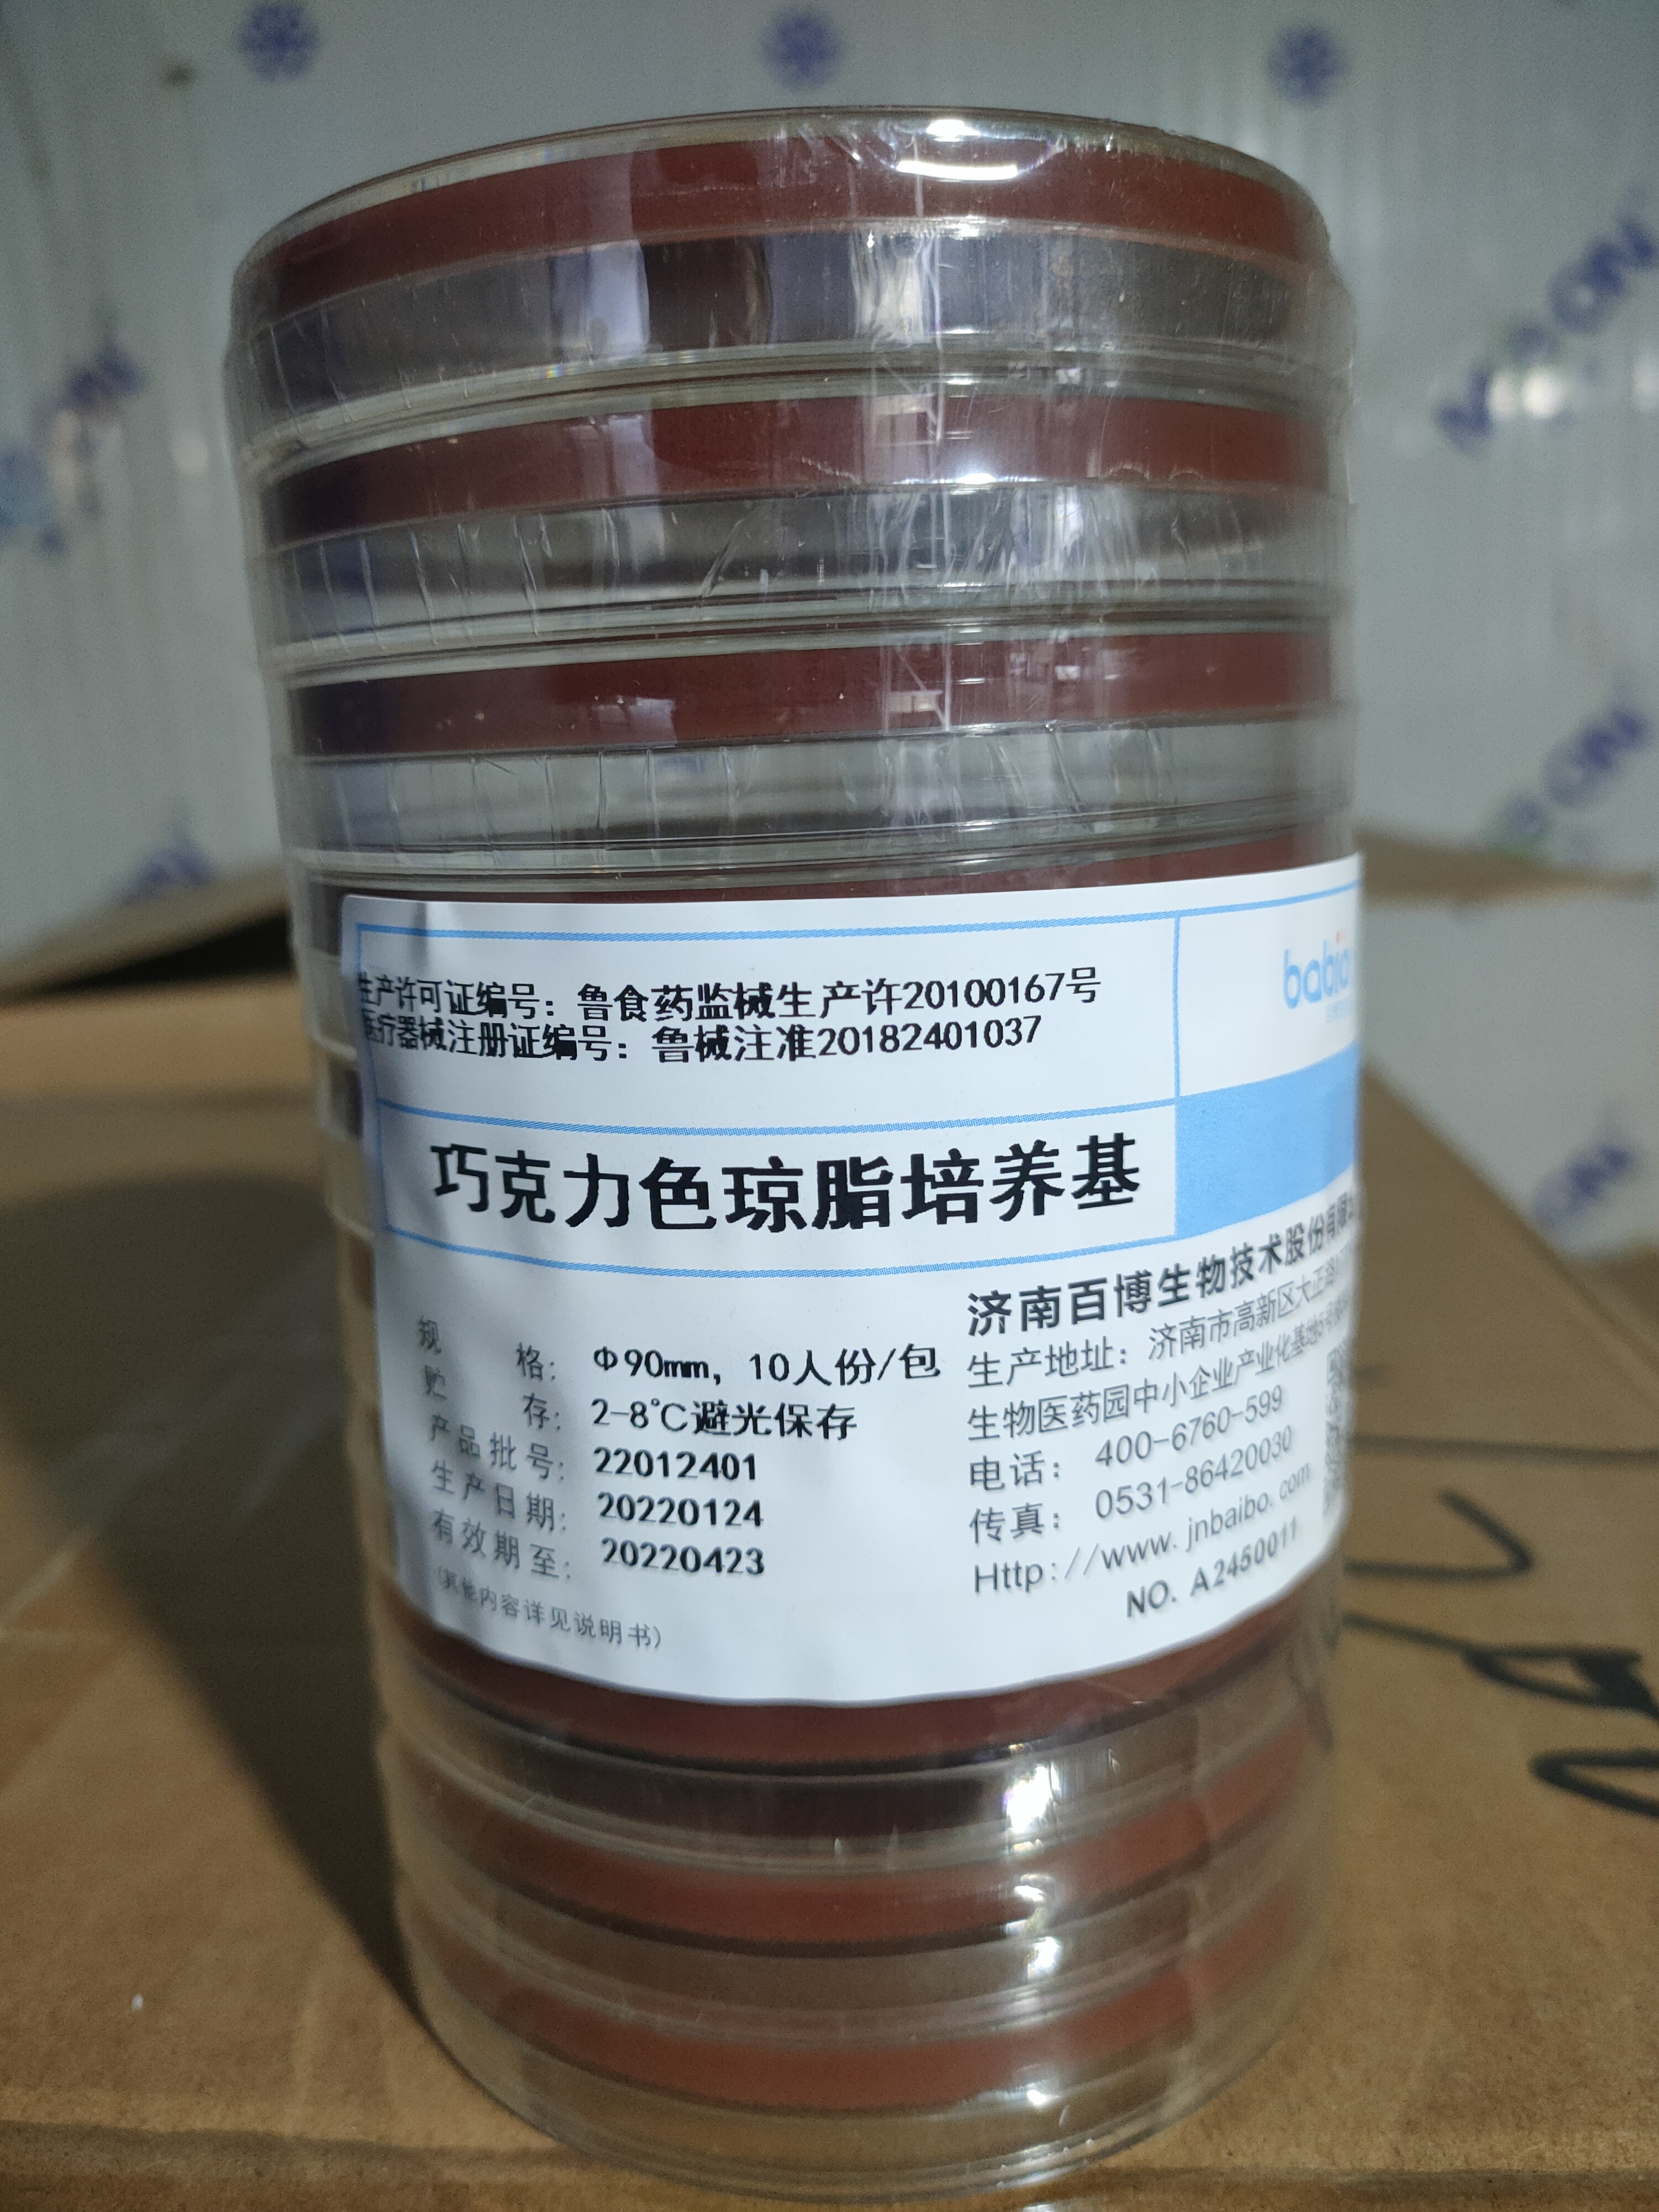 生产许可证编号：鲁食药监械生产许20100167号
医疗器械注册证编号：鲁械注准20182401037
巧克力色琼脂培养基
规格：Φ90mm，10人份/包
贮存：2-8℃避光保存
产品批号：22012401
生产日期：20220124
有效期至：20220423
（其他内容详见说明书）
济南百博生物技术股份有限
生产地址：济南市高新区大正路
生物医药园中小企业产业化基地
电话：400-6760-599
传真：0531-86420030
Http://www.jnbaibo.com
NO. A2450011